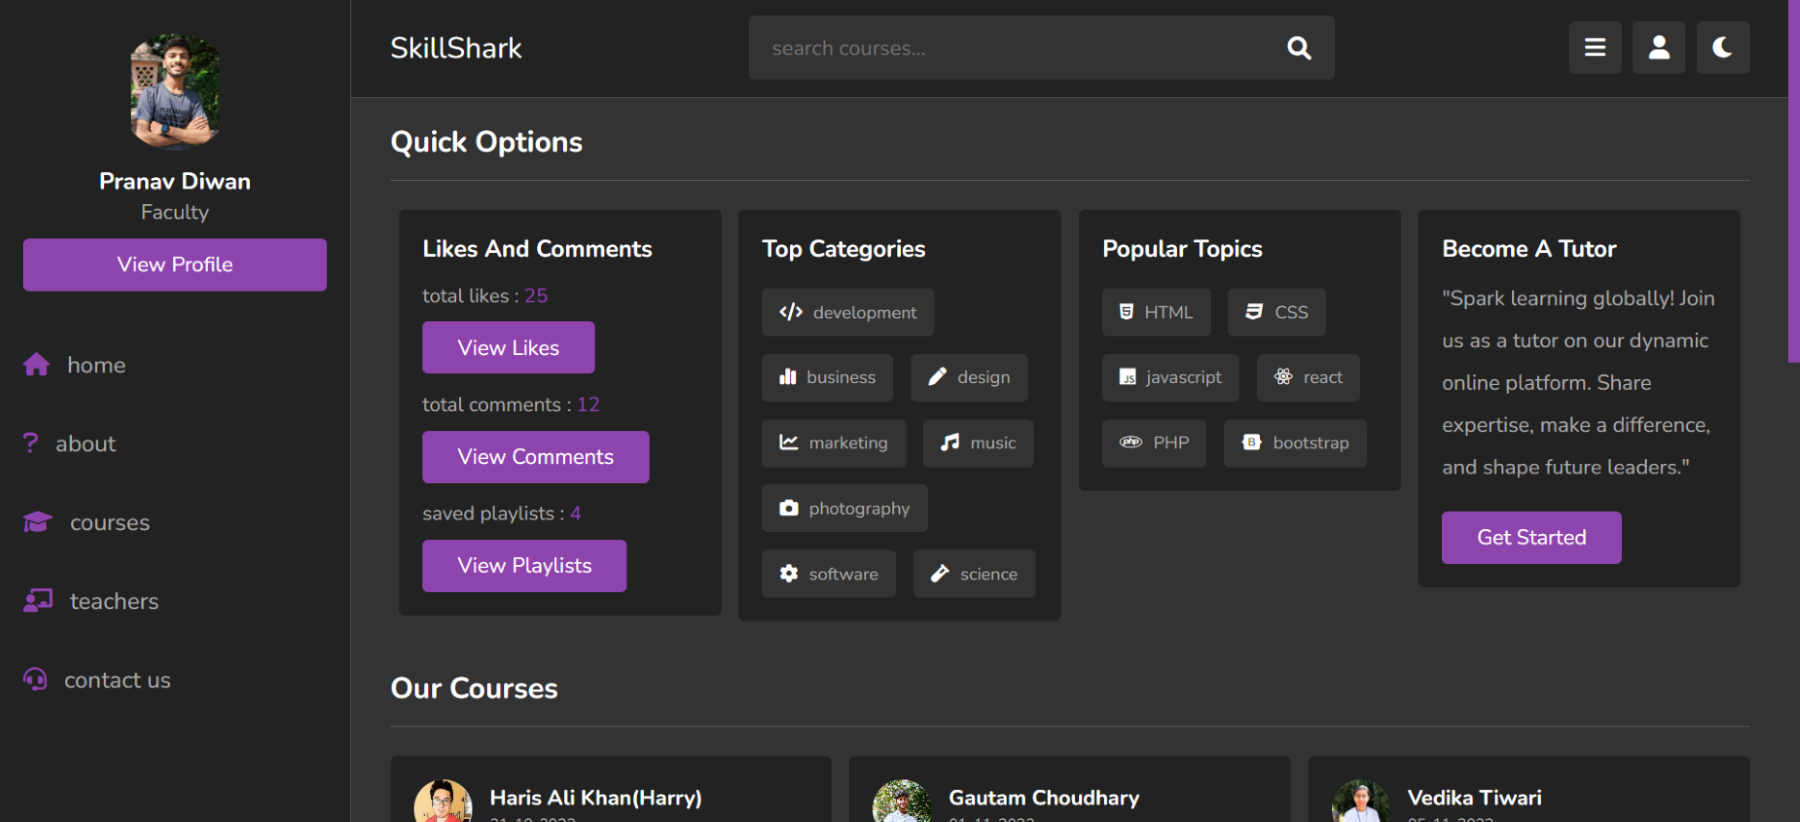 Pranav Diwan
Faculty
View Profile
home
about
courses
teachers
contact us
SkillShark
search courses...
Quick Options
Likes And Comments
total likes : 25
View Likes
total comments : 12
View Comments
saved playlists : 4
View Playlists
Top Categories
development
business design
marketing music
photography
software science
Popular Topics
HTML CSS
javascript react
PHP bootstrap
Become A Tutor
"Spark learning globally! Join
us as a tutor on our dynamic
online platform. Share
expertise, make a difference,
and shape future leaders."
Get Started
Our Courses
Haris Ali Khan(Harry)
Gautam Choudhary
Vedika Tiwari